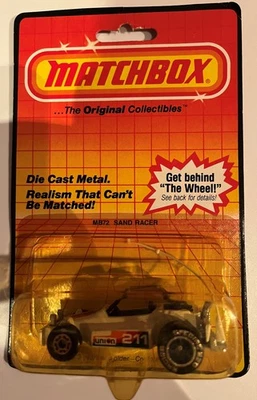 MATCHBOX
...The Original Collectibles™
Die Cast Metal.
Realism That Can't
Be Matched!
Get behind
"The Wheel!"
See back for details!
MB72 SAND RACER
211